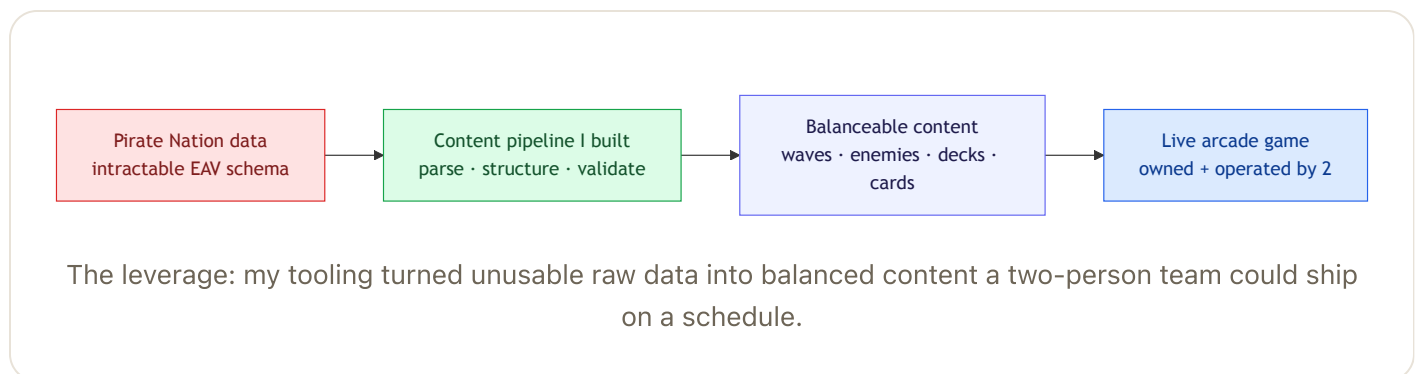 Pirate Nation data
intractable EAV schema
Content pipeline I built
parse · structure · validate
Balanceable content
waves · enemies · decks ·
cards
Live arcade game
owned + operated by 2
The leverage: my tooling turned unusable raw data into balanced content a two-person team could ship
on a schedule.